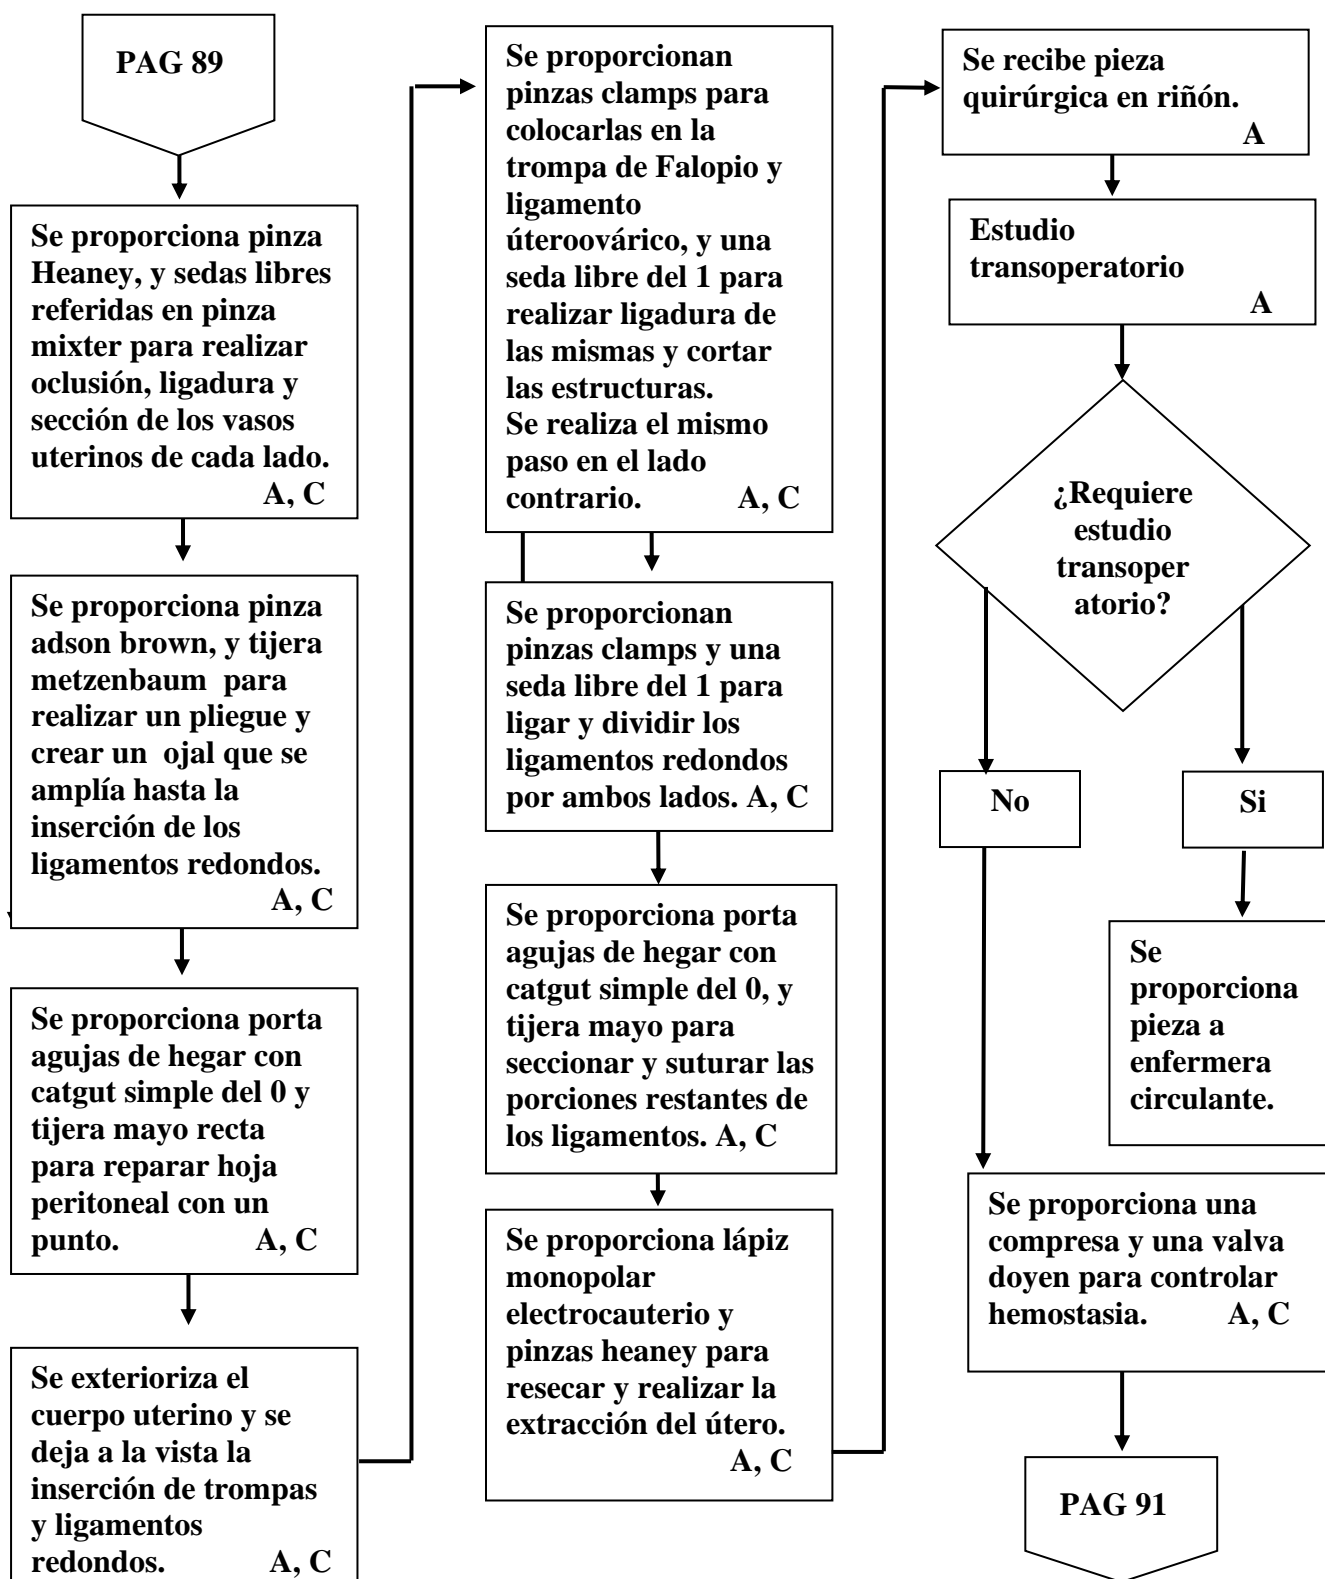 PAG 89
Se proporciona pinza
Heaney, y sedas libres
referidas en pinza
mixter para realizar
oclusión, ligadura y
sección de los vasos
uterinos de cada lado.
A, C
Se proporciona pinza
adson brown, y tijera
metzenbaum para
realizar un pliegue y
crear un ojal que se
amplía hasta la
inserción de los
ligamentos redondos.
A, C
Se proporciona porta
agujas de hegar con
catgut simple del 0 y
tijera mayo recta
para reparar hoja
peritoneal con un
punto. A, C
Se exterioriza el
cuerpo uterino y se
deja a la vista la
inserción de trompas
y ligamentos
redondos. A, C
Se proporcionan
pinzas clamps para
colocarlas en la
trompa de Falopio y
ligamento
úteroovárico, y una
seda libre del 1 para
realizar ligadura de
las mismas y cortar
las estructuras.
Se realiza el mismo
paso en el lado
contrario. A, C
Se proporcionan
pinzas clamps y una
seda libre del 1 para
ligar y dividir los
ligamentos redondos
por ambos lados. A, C
Se proporciona porta
agujas de hegar con
catgut simple del 0, y
tijera mayo para
seccionar y suturar las
porciones restantes de
los ligamentos. A, C
Se proporciona lápiz
monopolar
electrocauterio y
pinzas heaney para
resecar y realizar la
extracción del útero.
A, C
Se recibe pieza
quirúrgica en riñón.
A
Estudio
transoperatorio
A
¿Requiere
estudio
transoper
atorio?
No
Si
Se
proporciona
pieza a
enfermera
circulante.
Se proporciona una
compresa y una valva
doyen para controlar
hemostasia. A, C
PAG 91